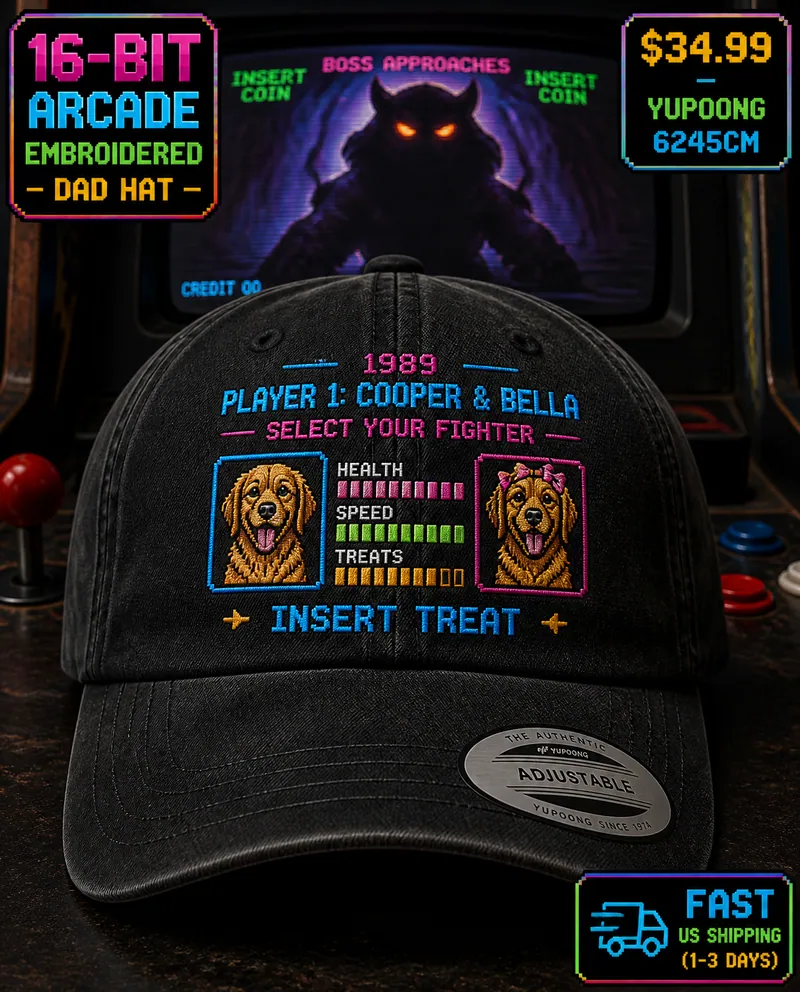 16-BIT
ARCADE
EMBROIDERED
– DAD HAT –
$34.99
–
YUPOONG
6245CM
BOSS APPROACHES
INSERT
COIN
INSERT
COIN
CREDIT 00
1989
PLAYER 1: COOPER & BELLA
— SELECT YOUR FIGHTER —
HEALTH
SPEED
TREATS
INSERT TREAT
THE AUTHENTIC
YUPOONG
ADJUSTABLE
YUPOONG SINCE 1974
FAST
US SHIPPING
(1-3 DAYS)